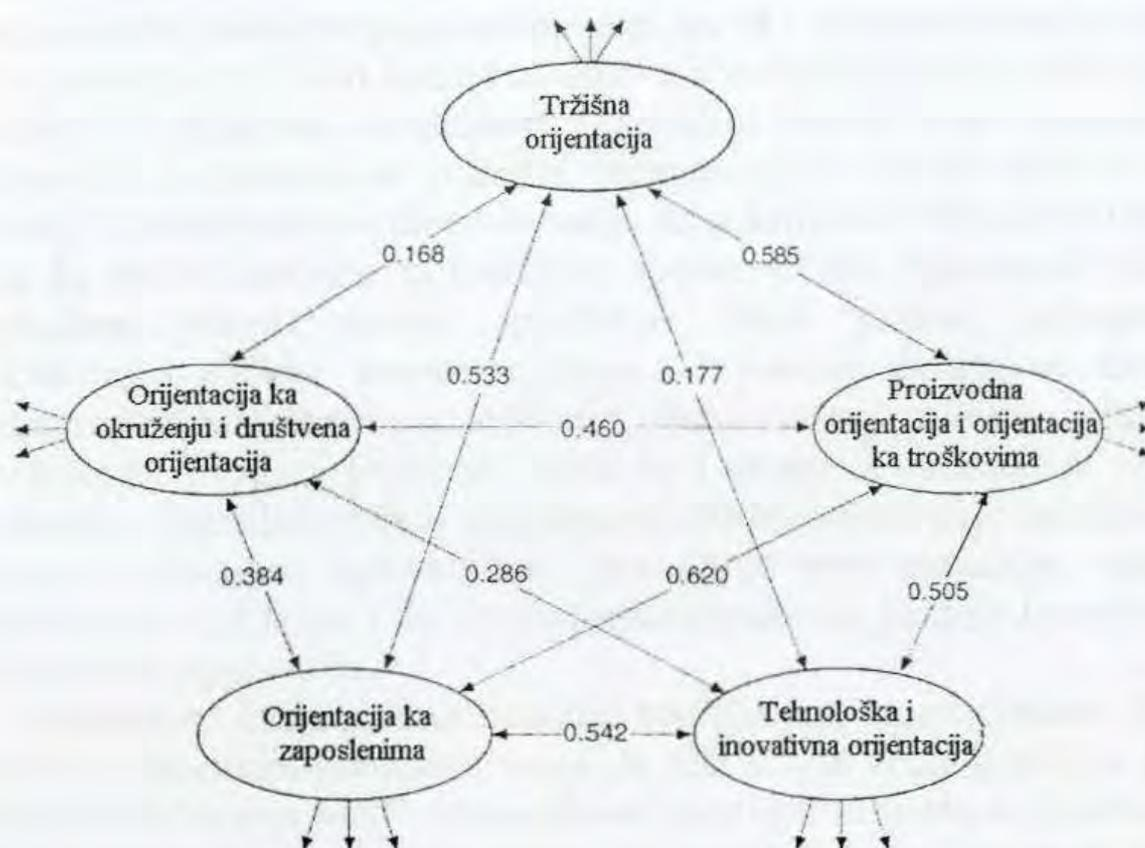 Tržišna
orijentacija
0.168
0.585
Orijentacija ka
okruženju i društvena
orijentacija
0.533
0.177
0.460
Proizvodna
orijentacija i orijentacija
ka troškovima
0.384
0.286
0.620
0.505
Orijentacija ka
zaposlenima
0.542
Tehnološka i
inovativna orijentacija